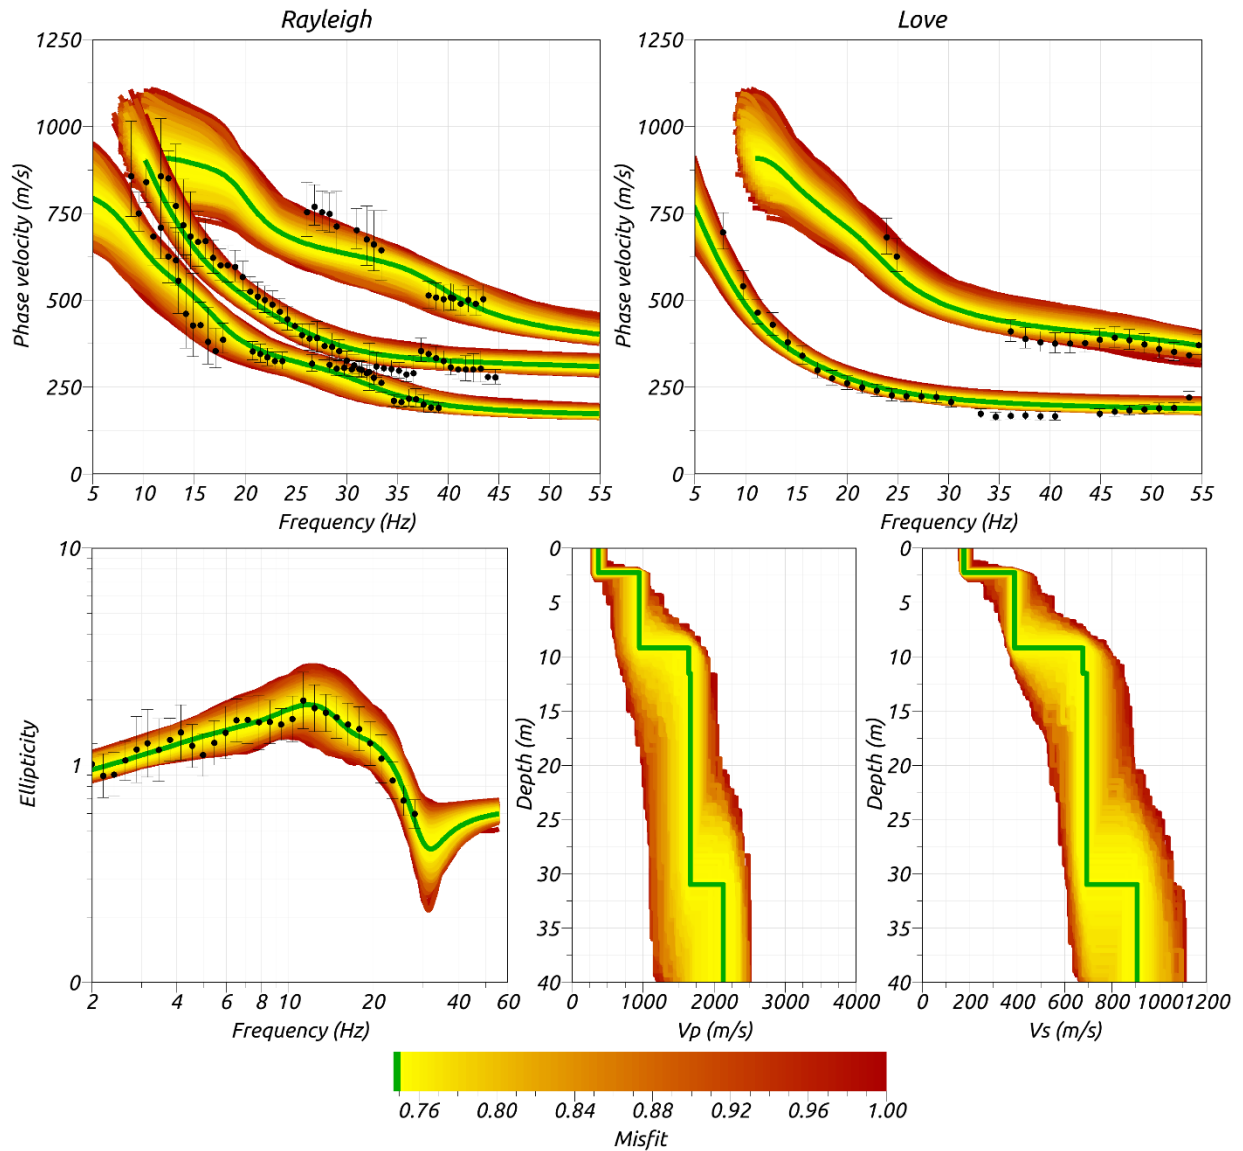 Rayleigh
Love
1250
1000
750
500
250
0
Phase velocity (m/s)
5 10 15 20 25 30 35 40 45 50 55
Frequency (Hz)
1250
1000
750
500
250
0
Phase velocity (m/s)
5 10 15 20 25 30 35 40 45 50 55
Frequency (Hz)
10
1
0
Ellipticity
2 4 6 8 10 20 40 60
Frequency (Hz)
0
5
10
15
20
25
30
35
40
Depth (m)
0 1000 2000 3000 4000
Vp (m/s)
0
5
10
15
20
25
30
35
40
Depth (m)
0 200 400 600 800 1000 1200
Vs (m/s)
0.76 0.80 0.84 0.88 0.92 0.96 1.00
Misfit